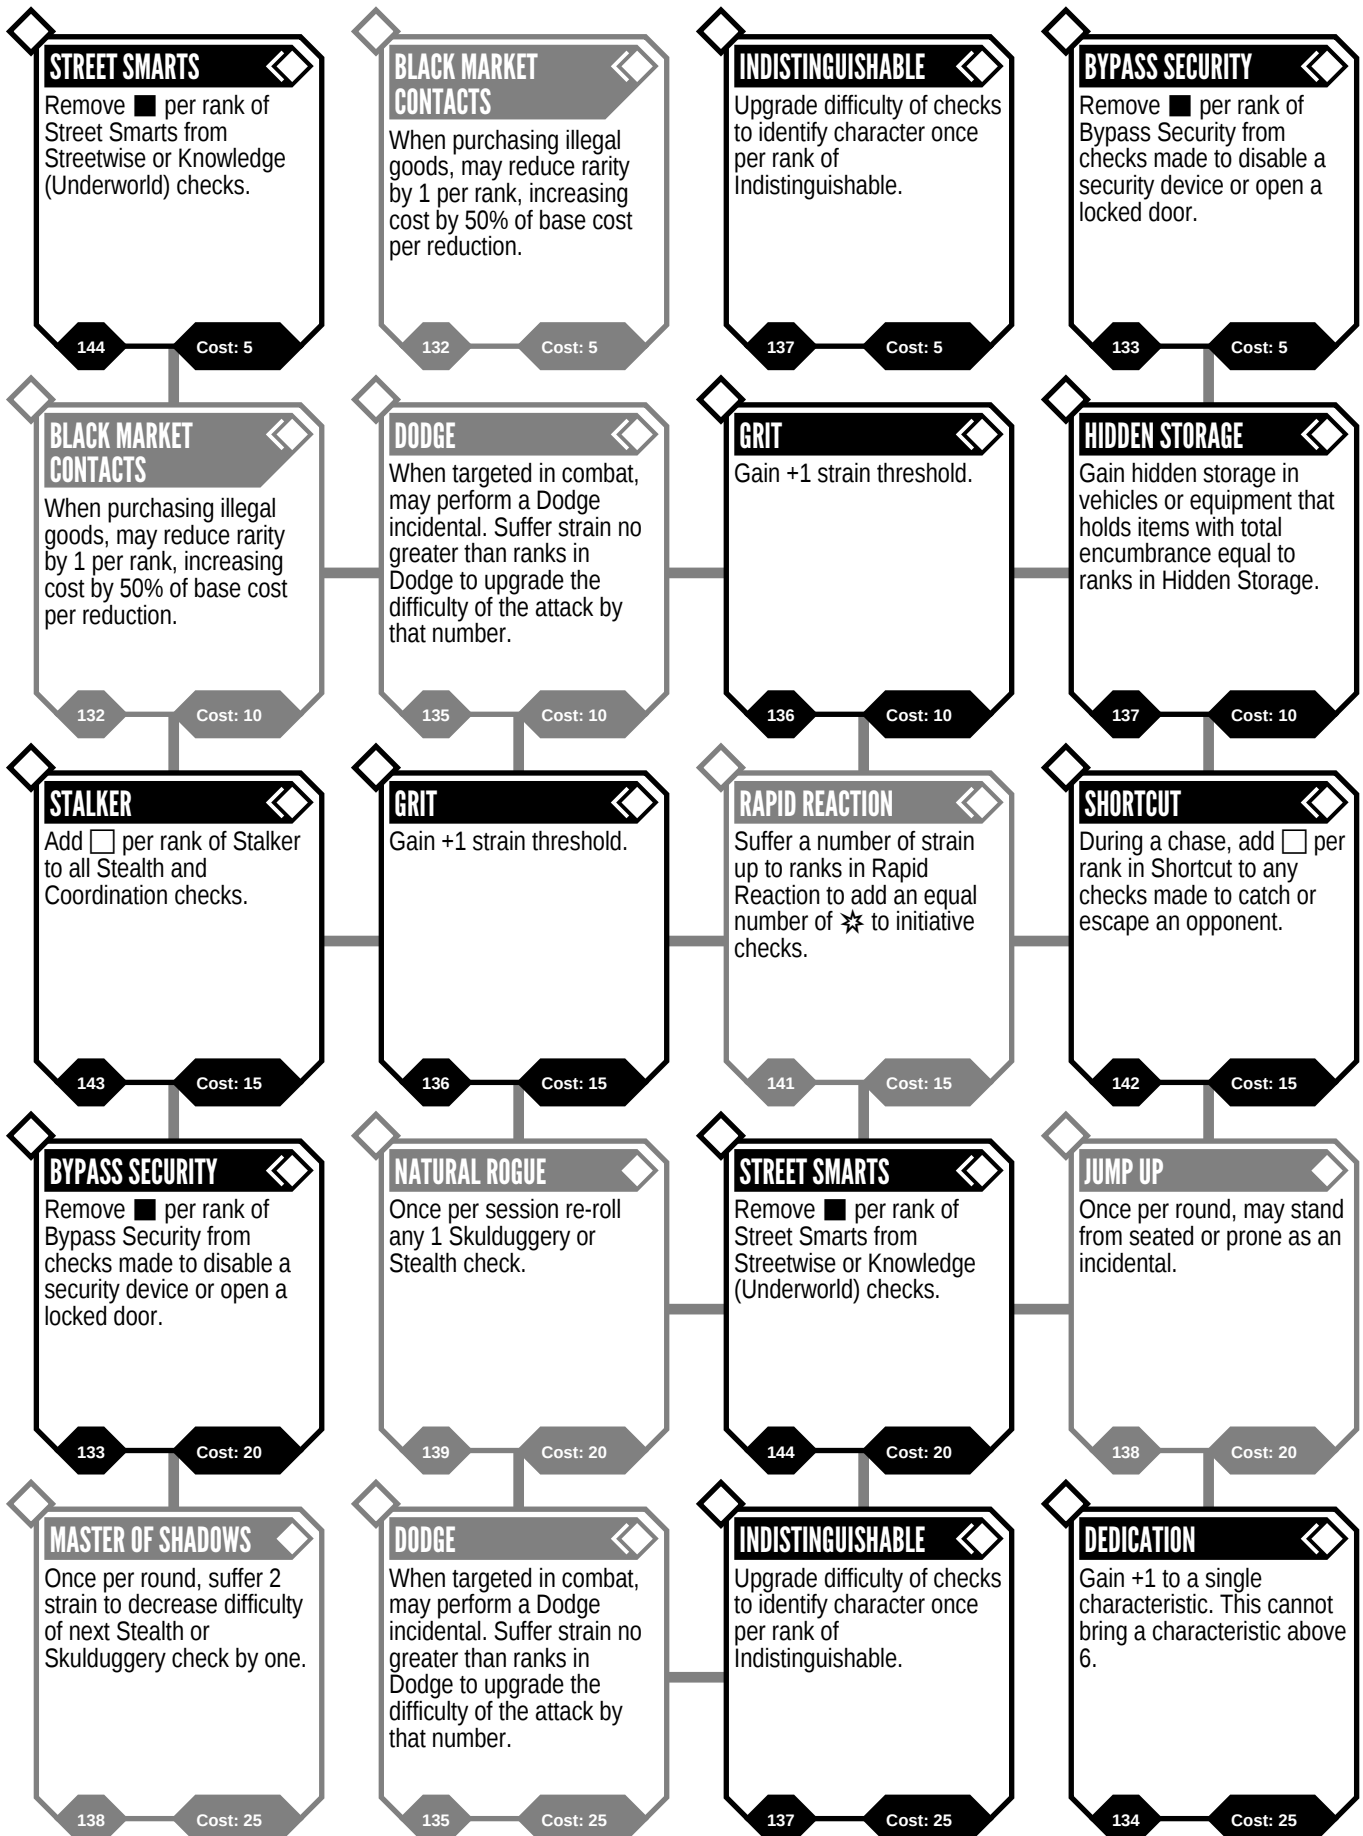 STREET SMARTS
Remove ■ per rank of
Street Smarts from
Streetwise or Knowledge
(Underworld) checks.
144
Cost: 5
BLACK MARKET
CONTACTS
When purchasing illegal
goods, may reduce rarity
by 1 per rank, increasing
cost by 50% of base cost
per reduction.
132
Cost: 5
INDISTINGUISHABLE
Upgrade difficulty of checks
to identify character once
per rank of
Indistinguishable.
137
Cost: 5
BYPASS SECURITY
Remove ■ per rank of
Bypass Security from
checks made to disable a
security device or open a
locked door.
133
Cost: 5
BLACK MARKET
CONTACTS
When purchasing illegal
goods, may reduce rarity
by 1 per rank, increasing
cost by 50% of base cost
per reduction.
132
Cost: 10
DODGE
When targeted in combat,
may perform a Dodge
incidental. Suffer strain no
greater than ranks in
Dodge to upgrade the
difficulty of the attack by
that number.
135
Cost: 10
GRIT
Gain +1 strain threshold.
136
Cost: 10
HIDDEN STORAGE
Gain hidden storage in
vehicles or equipment that
holds items with total
encumbrance equal to
ranks in Hidden Storage.
137
Cost: 10
STALKER
Add □ per rank of Stalker
to all Stealth and
Coordination checks.
143
Cost: 15
GRIT
Gain +1 strain threshold.
136
Cost: 15
RAPID REACTION
Suffer a number of strain
up to ranks in Rapid
Reaction to add an equal
number of to initiative
checks.
141
Cost: 15
SHORTCUT
During a chase, add □ per
rank in Shortcut to any
checks made to catch or
escape an opponent.
142
Cost: 15
BYPASS SECURITY
Remove ■ per rank of
Bypass Security from
checks made to disable a
security device or open a
locked door.
133
Cost: 20
NATURAL ROGUE
Once per session re-roll
any 1 Skulduggery or
Stealth check.
139
Cost: 20
STREET SMARTS
Remove ■ per rank of
Street Smarts from
Streetwise or Knowledge
(Underworld) checks.
144
Cost: 20
JUMP UP
Once per round, may stand
from seated or prone as an
incidental.
138
Cost: 20
MASTER OF SHADOWS
Once per round, suffer 2
strain to decrease difficulty
of next Stealth or
Skulduggery check by one.
138
Cost: 25
DODGE
When targeted in combat,
may perform a Dodge
incidental. Suffer strain no
greater than ranks in
Dodge to upgrade the
difficulty of the attack by
that number.
135
Cost: 25
INDISTINGUISHABLE
Upgrade difficulty of checks
to identify character once
per rank of
Indistinguishable.
137
Cost: 25
DEDICATION
Gain +1 to a single
characteristic. This cannot
bring a characteristic above
6.
134
Cost: 25